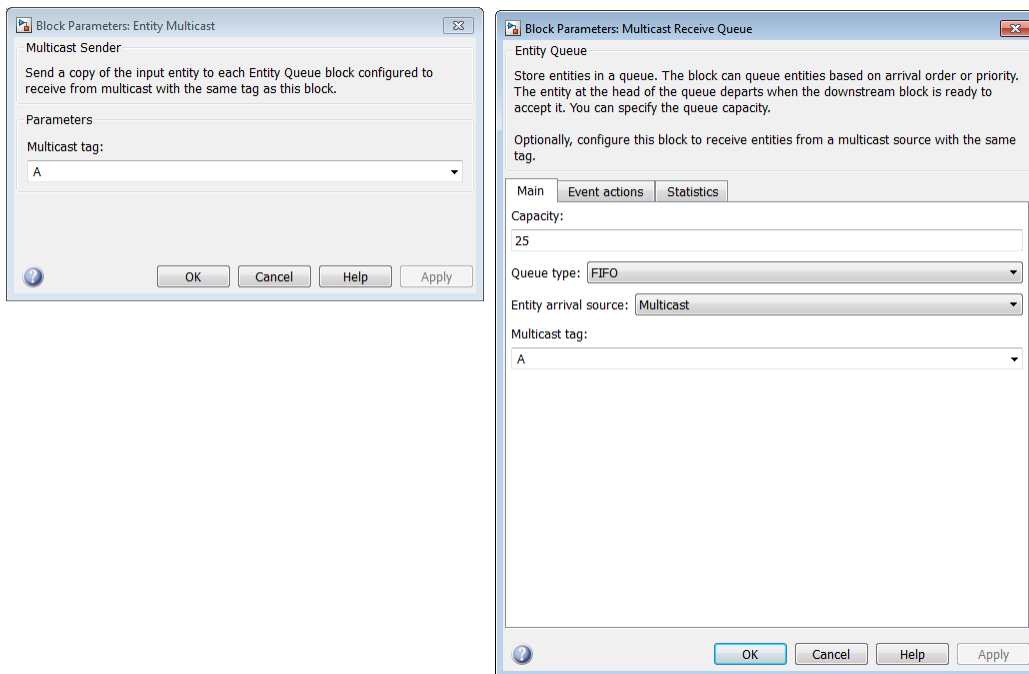 Block Parameters: Entity Multicast
Multicast Sender
Send a copy of the input entity to each Entity Queue block configured to
receive from multicast with the same tag as this block.
Parameters
Multicast tag:
A
OK Cancel Help Apply
Block Parameters: Multicast Receive Queue
Entity Queue
Store entities in a queue. The block can queue entities based on arrival order or priority.
The entity at the head of the queue departs when the downstream block is ready to
accept it. You can specify the queue capacity.
Optionally, configure this block to receive entities from a multicast source with the same
tag.
Main Event actions Statistics
Capacity:
25
Queue type: FIFO
Entity arrival source: Multicast
Multicast tag:
A
OK Cancel Help Apply